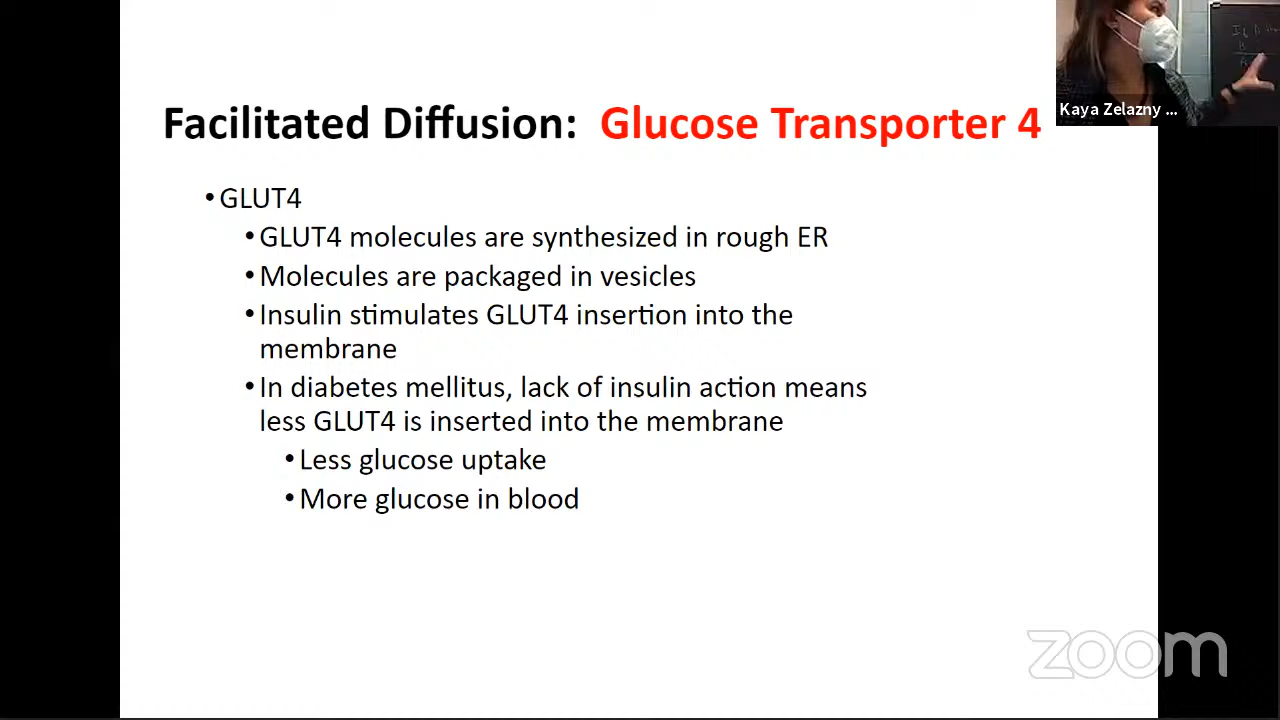 Facilitated Diffusion: Glucose Transporter 4
Kaya Zelazny ...
• GLUT4
• GLUT4 molecules are synthesized in rough ER
• Molecules are packaged in vesicles
• Insulin stimulates GLUT4 insertion into the
membrane
• In diabetes mellitus, lack of insulin action means
less GLUT4 is inserted into the membrane
• Less glucose uptake
• More glucose in blood
zoom